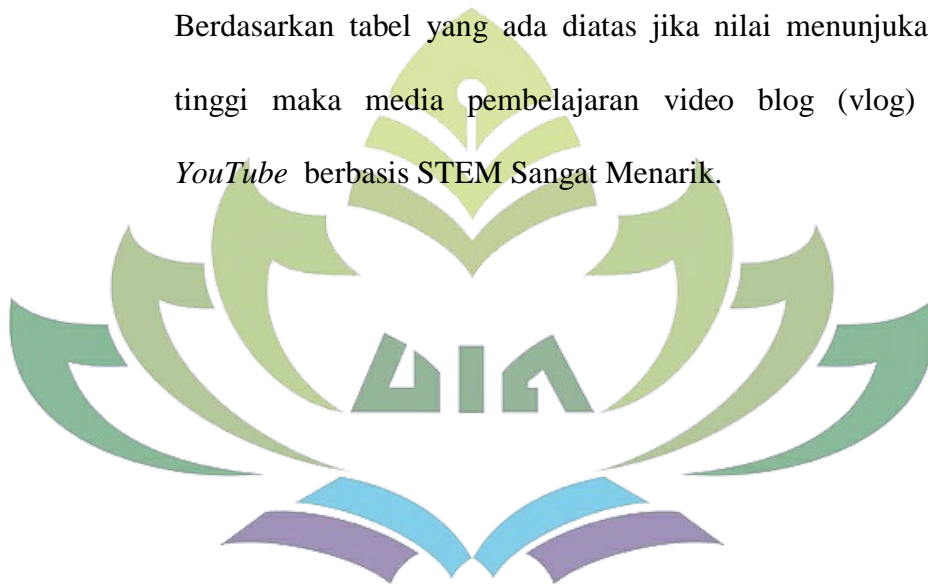 Berdasarkan tabel yang ada diatas jika nilai menunjuka
tinggi maka media pembelajaran video blog (vlog)
YouTube berbasis STEM Sangat Menarik.
UIN